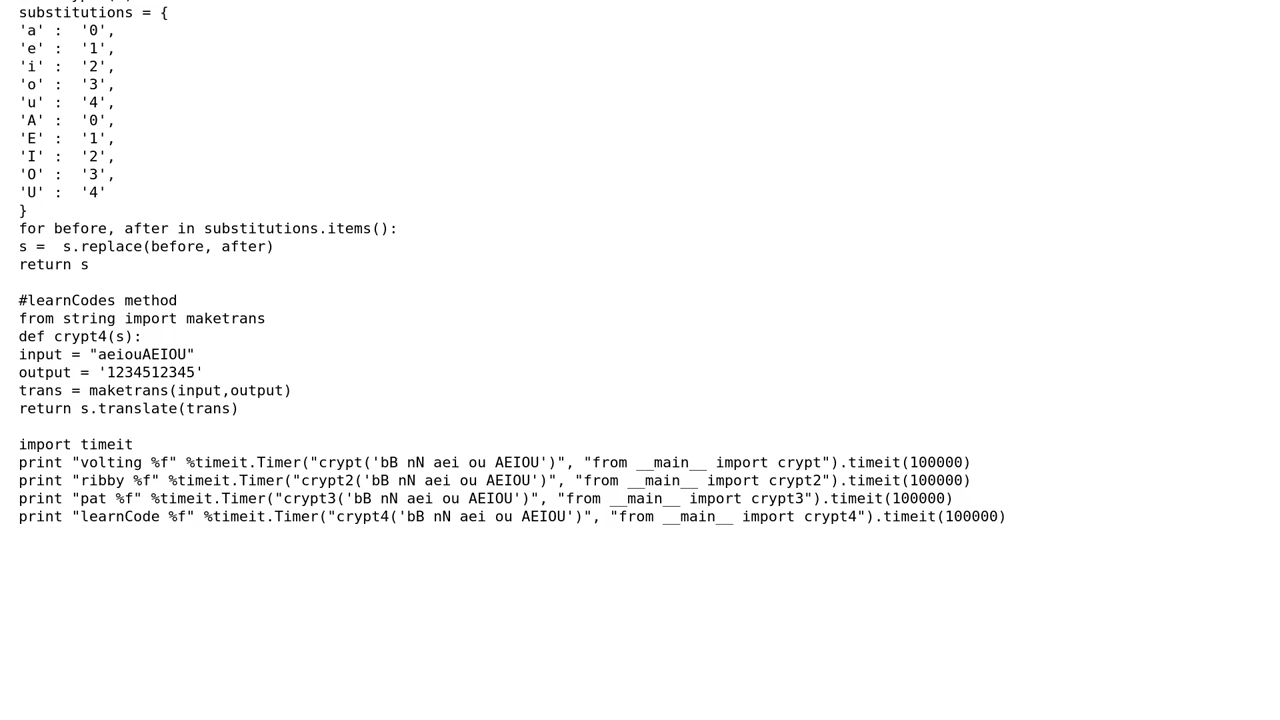 substitutions = {
'a' :  '0',
'e' :  '1',
'i' :  '2',
'o' :  '3',
'u' :  '4',
'A' :  '0',
'E' :  '1',
'I' :  '2',
'O' :  '3',
'U' :  '4'
}
for before, after in substitutions.items():
s =  s.replace(before, after)
return s

#learnCodes method
from string import maketrans
def crypt4(s):
input = "aeiouAEIOU"
output = '1234512345'
trans = maketrans(input,output)
return s.translate(trans)

import timeit
print "volting %f" %timeit.Timer("crypt('bB nN aei ou AEIOU')", "from __main__ import crypt").timeit(100000)
print "ribby %f" %timeit.Timer("crypt2('bB nN aei ou AEIOU')", "from __main__ import crypt2").timeit(100000)
print "pat %f" %timeit.Timer("crypt3('bB nN aei ou AEIOU')", "from __main__ import crypt3").timeit(100000)
print "learnCode %f" %timeit.Timer("crypt4('bB nN aei ou AEIOU')", "from __main__ import crypt4").timeit(100000)